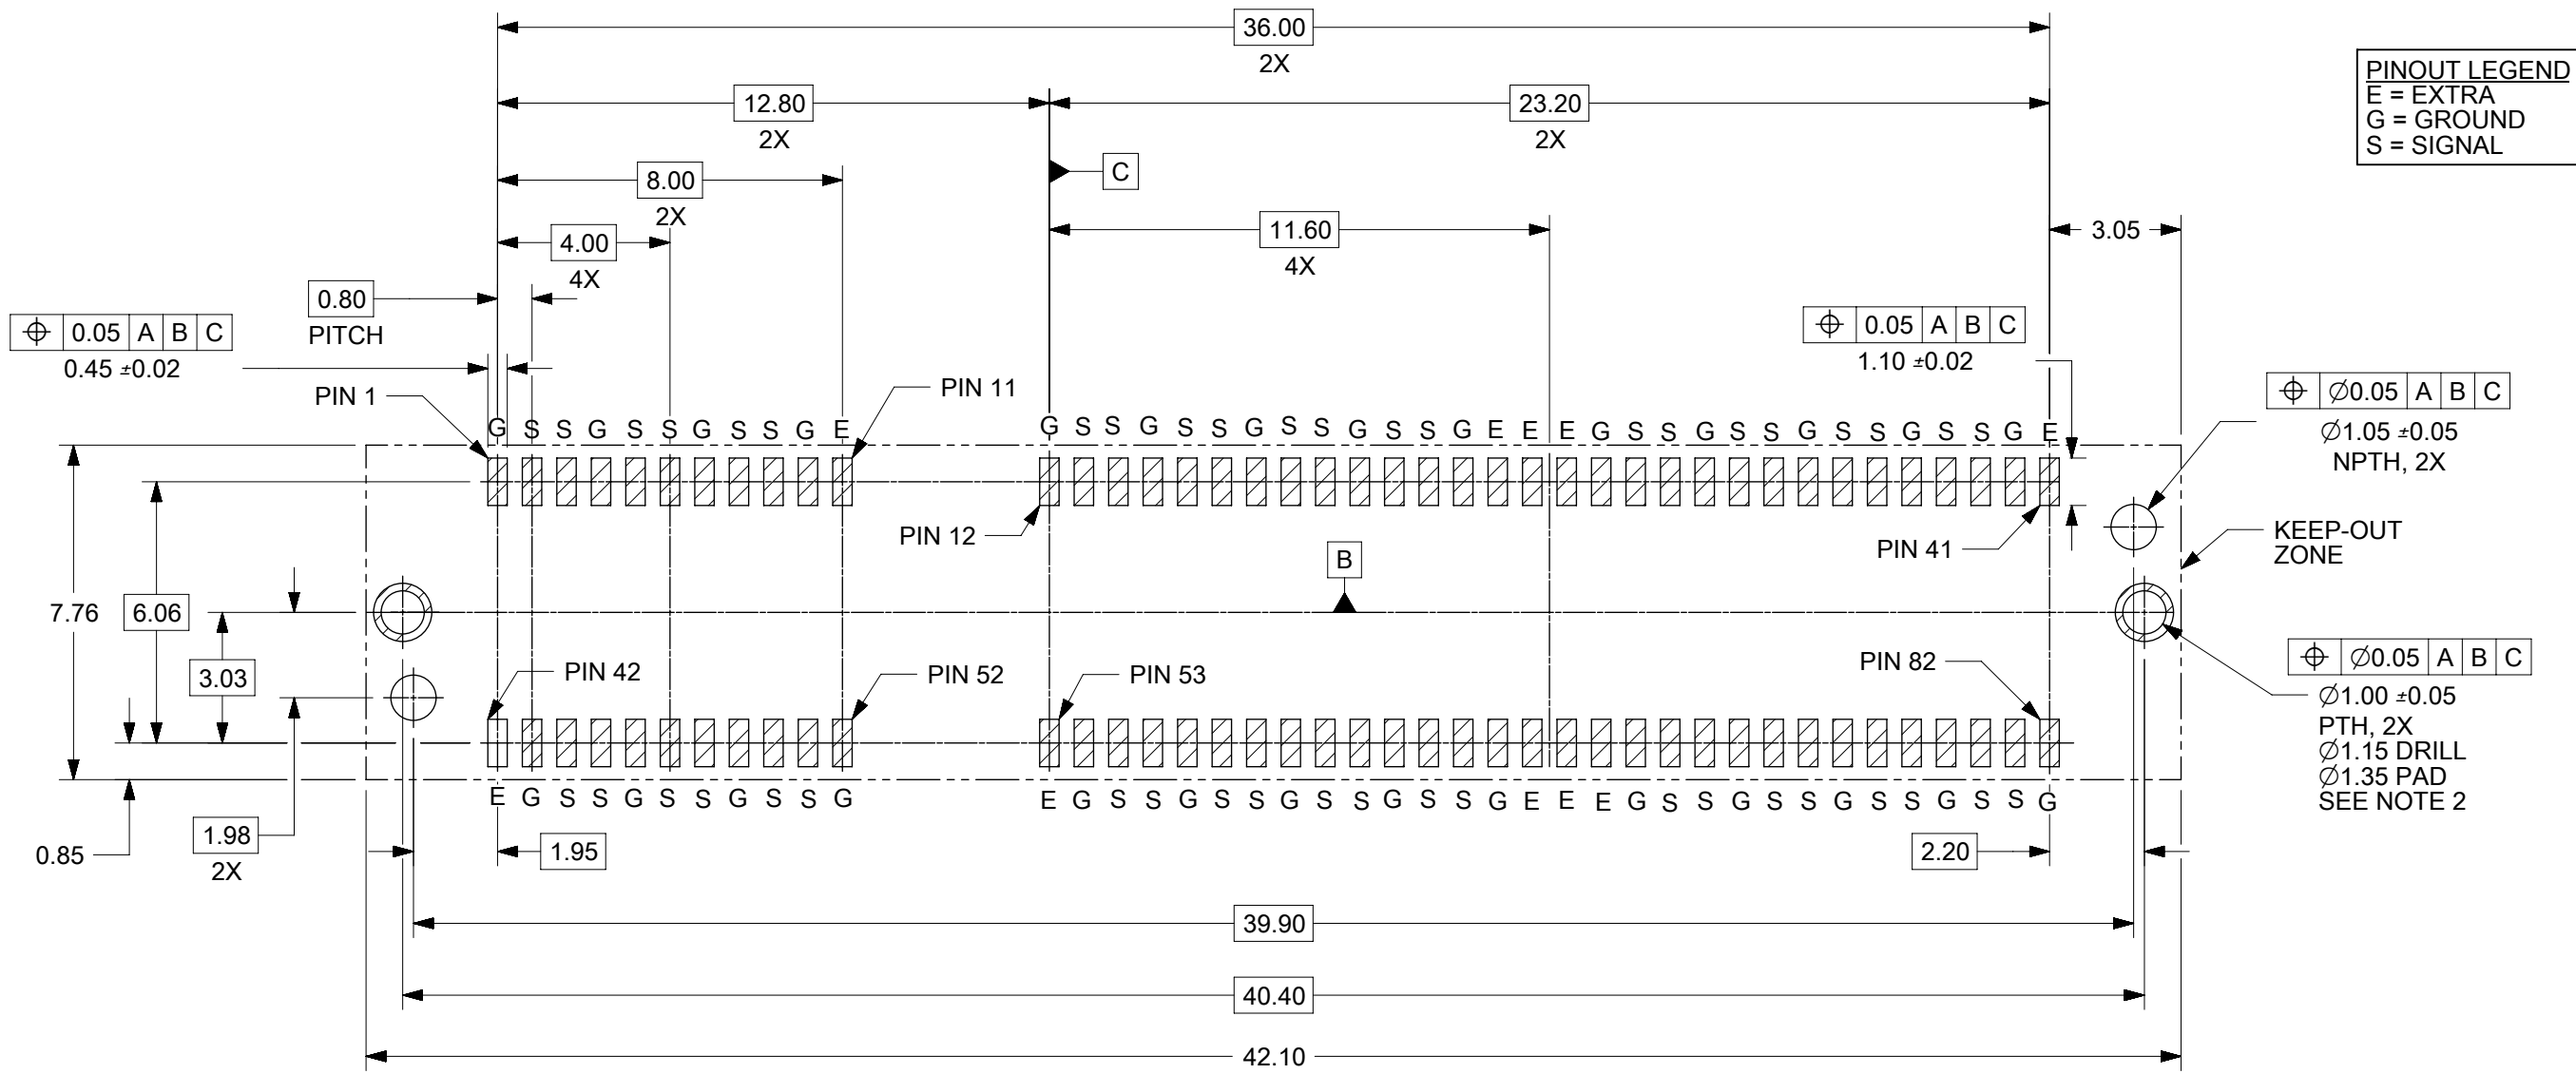 36.00
2X
PINOUT LEGEND
E = EXTRA
G = GROUND
S = SIGNAL
12.80
2X
23.20
2X
8.00
2X
C
4.00
4X
11.60
4X
3.05
0.80
PITCH
⌖ 0.05 A B C
0.45 ±0.02
⌖ 0.05 A B C
1.10 ±0.02
PIN 1
PIN 11
⌖ Ø0.05 A B C
Ø1.05 ±0.05
NPTH, 2X
G S S G S S G S S G E
G S S G S S G S S G S S G E E E G S S G S S G S S G S S G E
PIN 12
PIN 41
KEEP-OUT
ZONE
B
7.76
6.06
3.03
PIN 42
PIN 52
PIN 53
PIN 82
⌖ Ø0.05 A B C
Ø1.00 ±0.05
PTH, 2X
Ø1.15 DRILL
Ø1.35 PAD
SEE NOTE 2
E G S S G S S G S S G
E G S S G S S G S S G S S G E E E G S S G S S G S S G S S G
0.85
1.98
2X
1.95
2.20
39.90
40.40
42.10